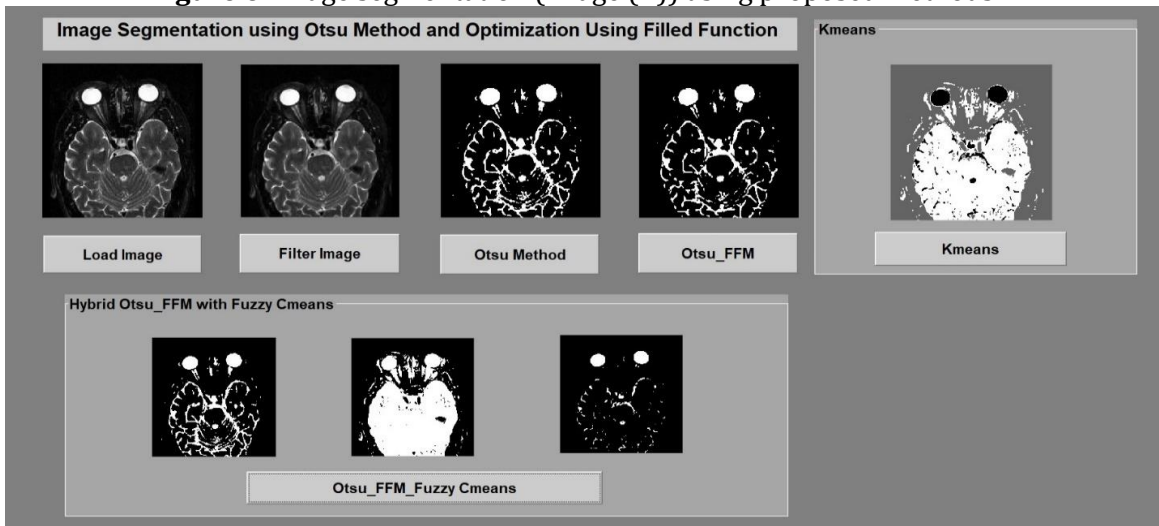 Image Segmentation using Otsu Method and Optimization Using Filled Function
Kmeans
Load Image
Filter Image
Otsu Method
Otsu_FFM
Kmeans
Hybrid Otsu_FFM with Fuzzy Cmeans
Otsu_FFM_Fuzzy Cmeans